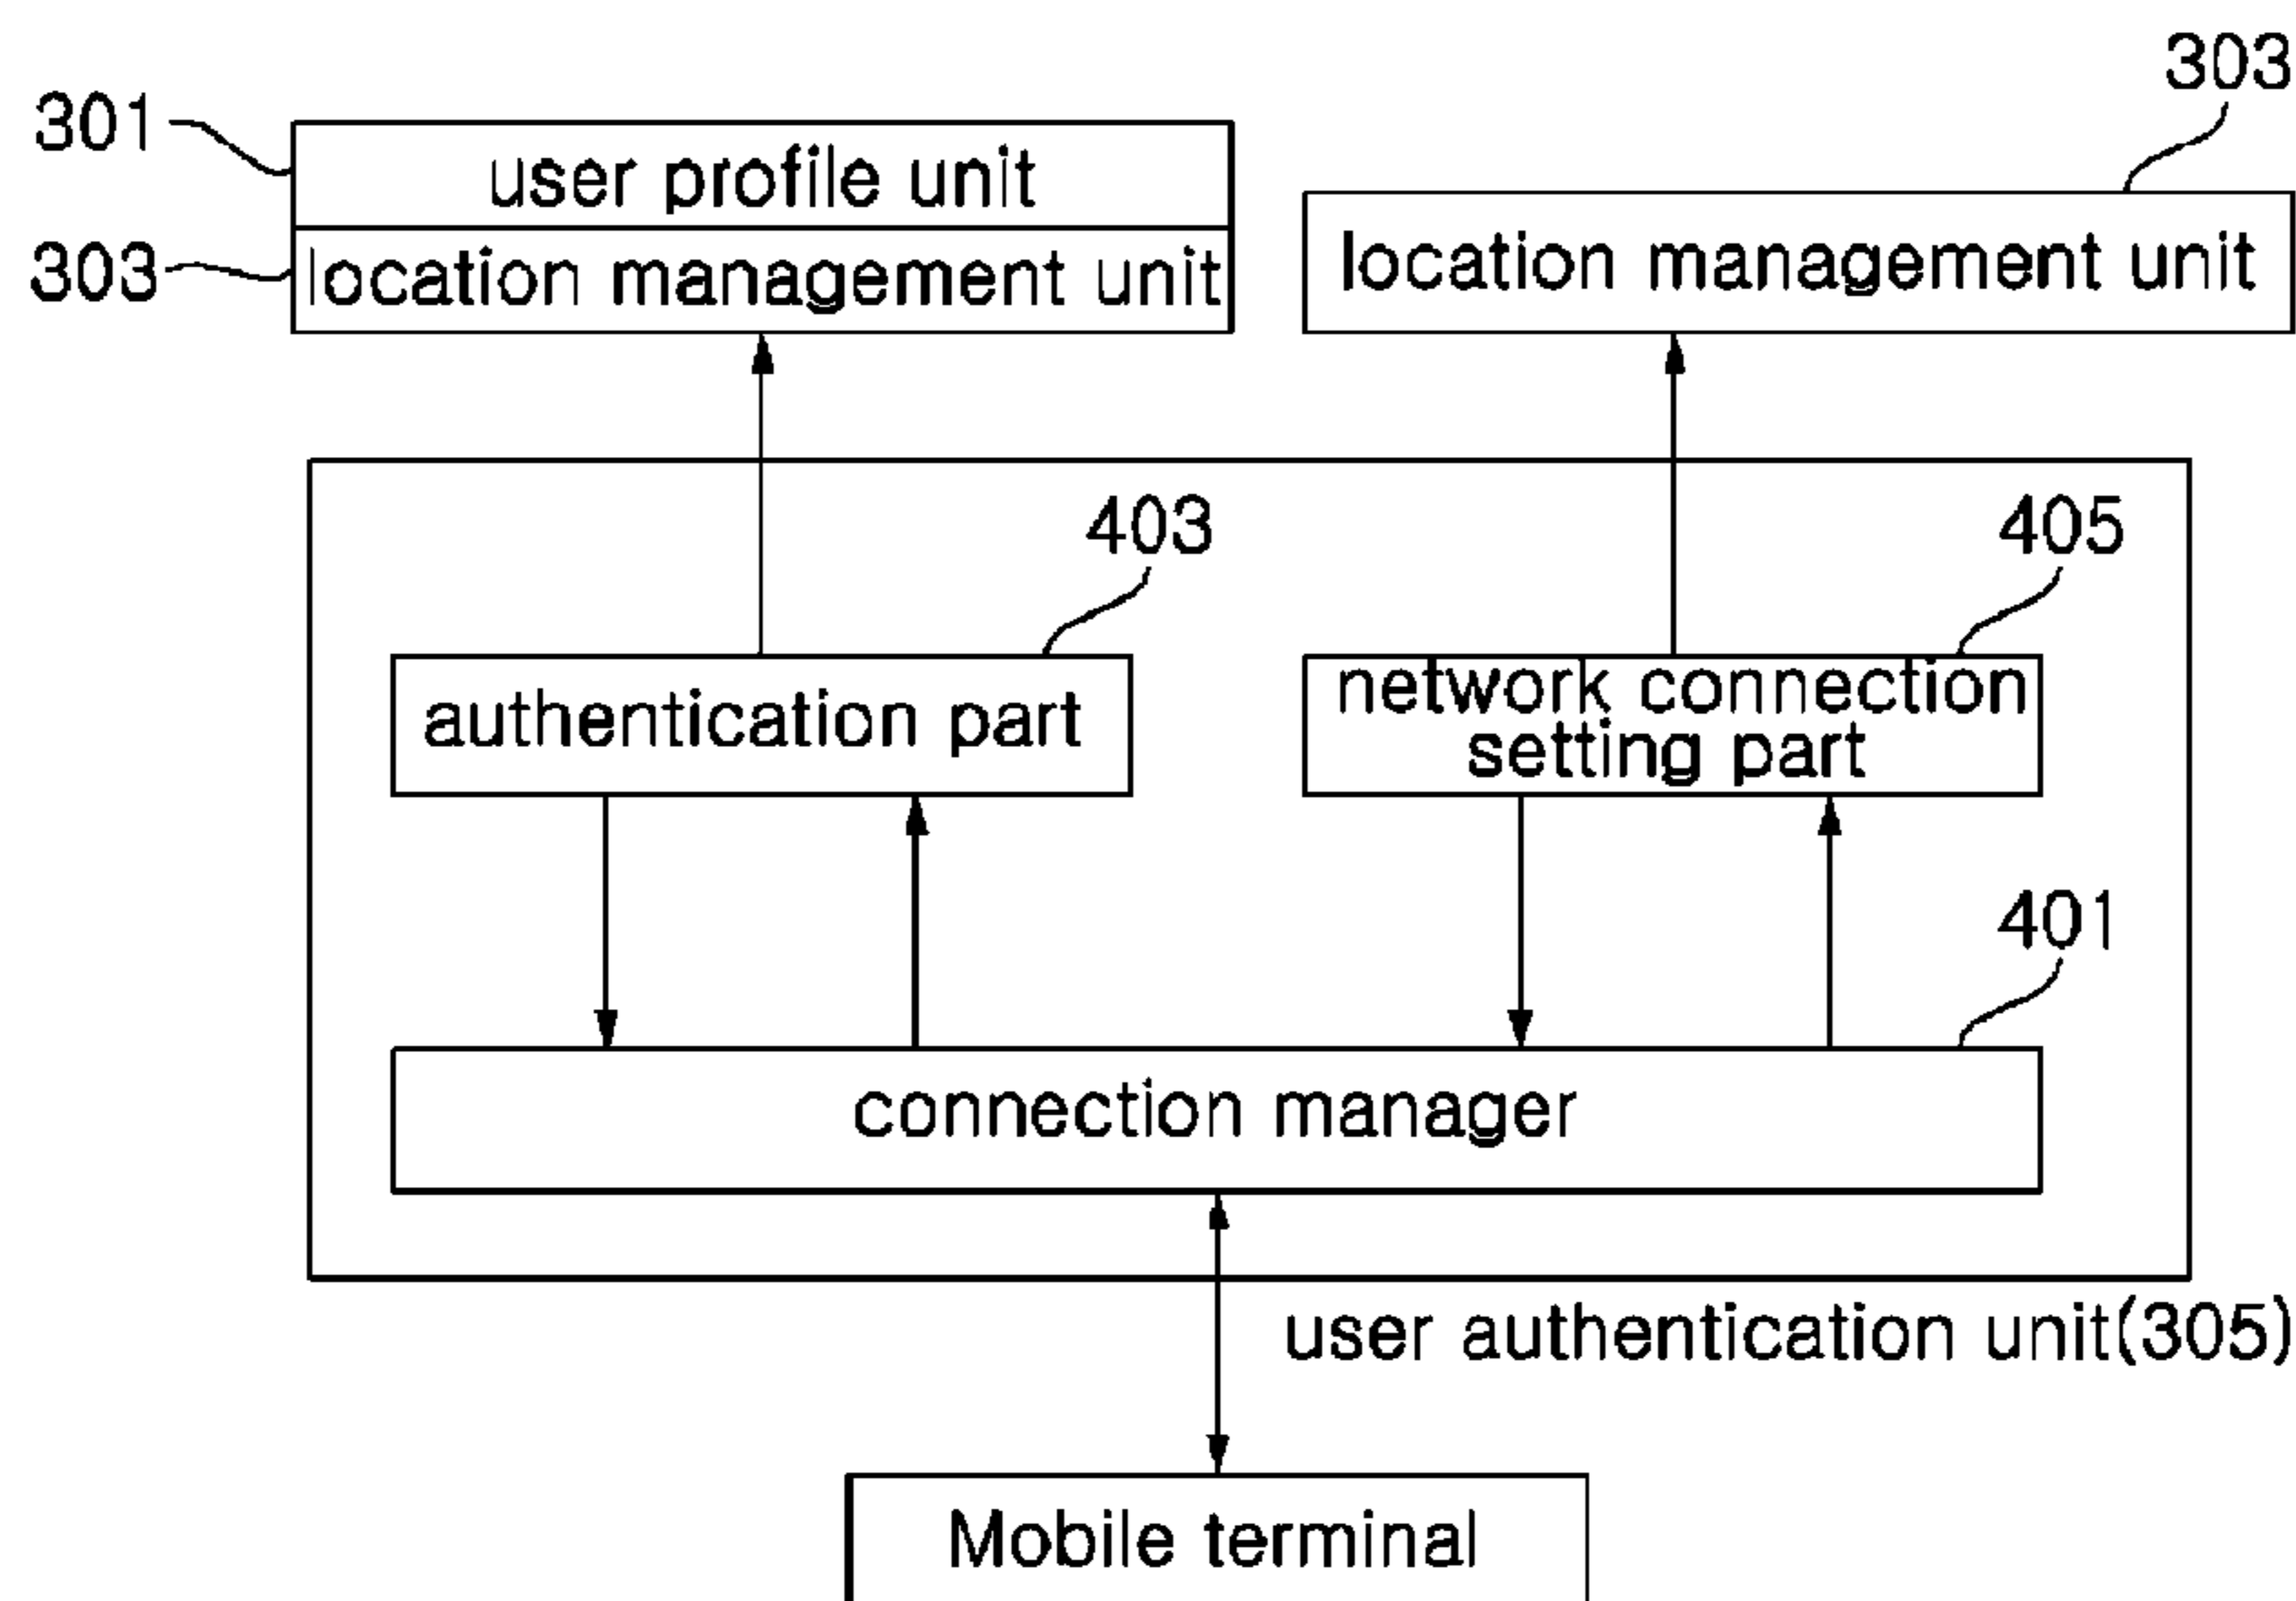 303
301
user profile unit
303
location management unit
location management unit
403
405
authentication part
network connection
setting part
401
connection manager
user authentication unit(305)
Mobile terminal